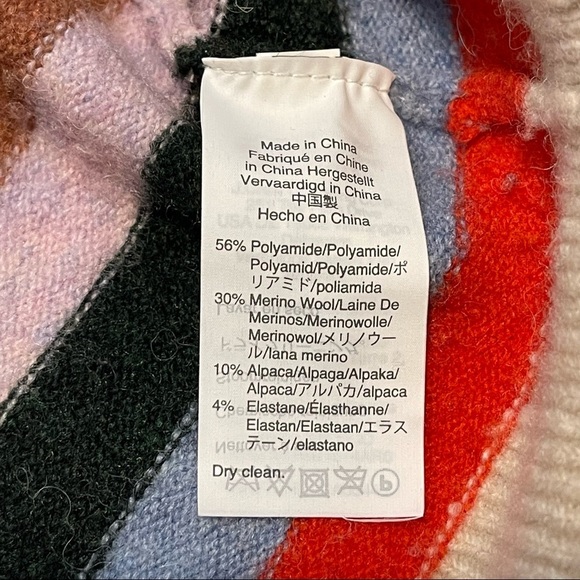 Made in China
Fabriqué en Chine
in China Hergestellt
Vervaardigd in China
中国製
Hecho en China
56% Polyamide/Polyamide/
Polyamid/Polyamide/ポ
リアミド/poliamida
30% Merino Wool/Laine De
Merinos/Merinowolle/
Merinowol/メリノウー
ル/lana merino
10% Alpaca/Alpaga/Alpaka/
Alpaca/アルパカ/alpaca
4% Elastane/Élasthanne/
Elastan/Elastaan/エラス
テーン/elastano
Dry clean.